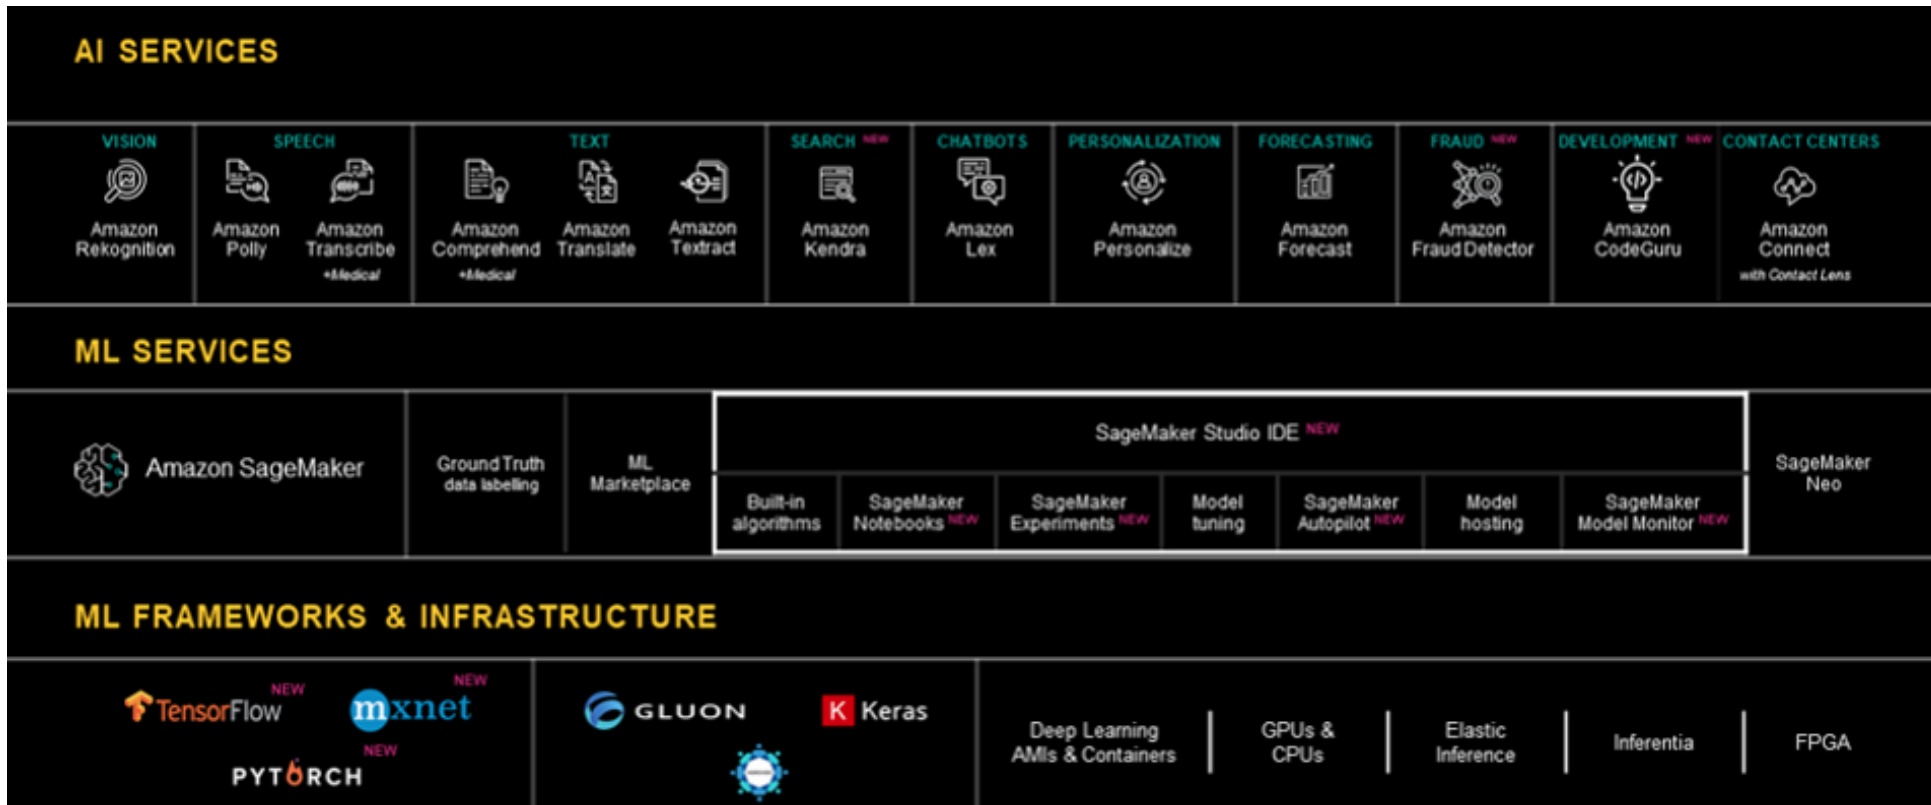 AI SERVICES
VISION
SPEECH
TEXT
SEARCH NEW
CHATBOTS
PERSONALIZATION
FORECASTING
FRAUD NEW
DEVELOPMENT NEW
CONTACT CENTERS
Amazon
Rekognition
Amazon
Polly
Amazon
Transcribe
+Medical
Amazon
Comprehend
+Medical
Amazon
Translate
Amazon
Textract
Amazon
Kendra
Amazon
Lex
Amazon
Personalize
Amazon
Forecast
Amazon
Fraud Detector
Amazon
CodeGuru
Amazon
Connect
with Contact Lens
ML SERVICES
Amazon SageMaker
Ground Truth
data labelling
ML
Marketplace
SageMaker Studio IDE NEW
Built-in
algorithms
SageMaker
Notebooks NEW
SageMaker
Experiments NEW
Model
tuning
SageMaker
Autopilot NEW
Model
hosting
SageMaker
Model Monitor NEW
SageMaker
Neo
ML FRAMEWORKS & INFRASTRUCTURE
TensorFlow NEW
mxnet NEW
PYTORCH NEW
GLUON
K Keras
Deep Learning
AMIs & Containers
GPUs &
CPUs
Elastic
Inference
Inferentia
FPGA